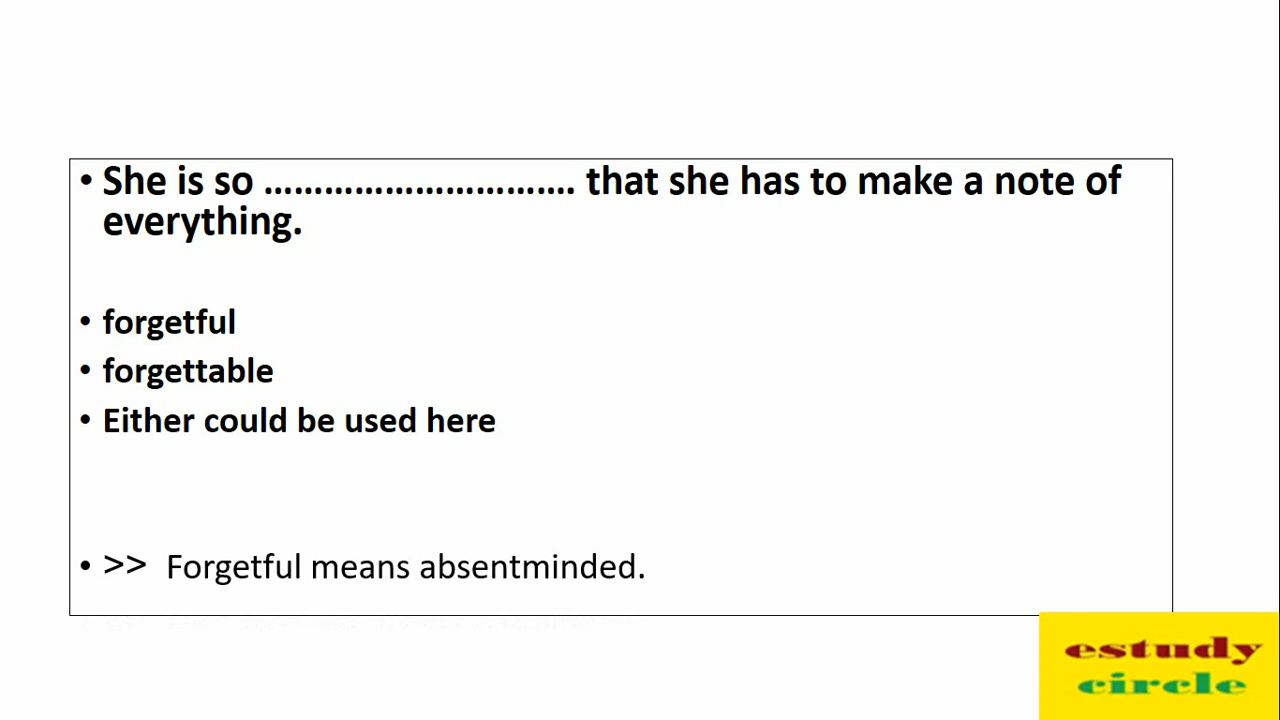 • She is so ................................ that she has to make a note of
everything.
• forgetful
• forgettable
• Either could be used here
• >> Forgetful means absentminded.
estudy
circle